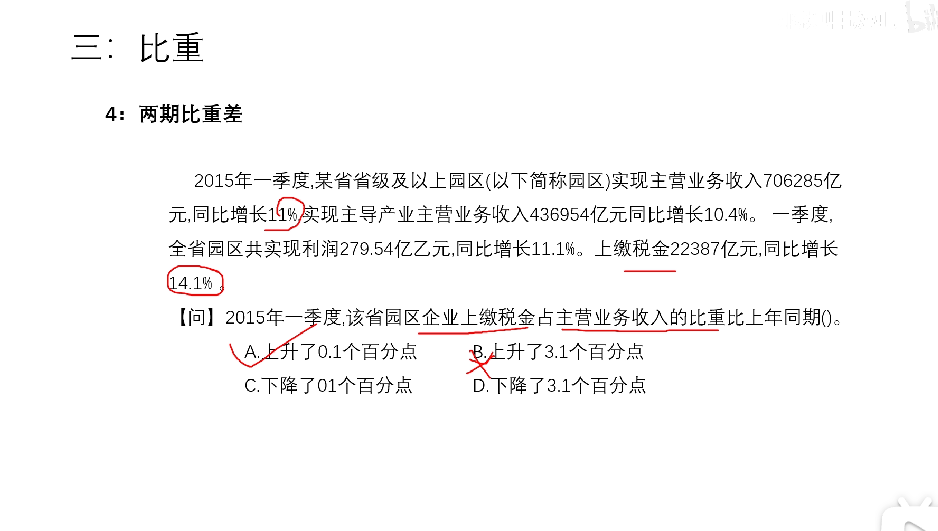 三：比重
4：两期比重差
2015年一季度,某省省级及以上园区(以下简称园区)实现主营业务收入706285亿
元,同比增长11%实现主导产业主营业务收入436954亿元同比增长10.4%。 一季度,
全省园区共实现利润279.54亿乙元,同比增长11.1%。上缴税金22387亿元,同比增长
14.1% 。
【问】2015年一季度,该省园区企业上缴税金占主营业务收入的比重比上年同期()。
A.上升了0.1个百分点 B.上升了3.1个百分点
C.下降了01个百分点 D.下降了3.1个百分点